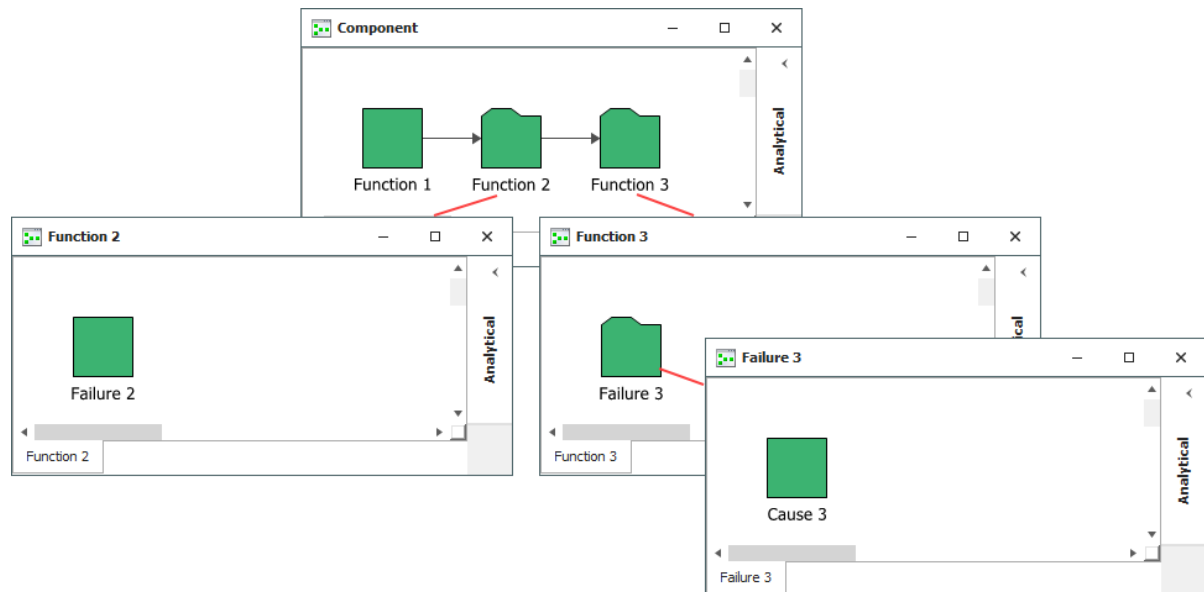 Component
Analytical
Function 1
Function 2
Function 3
Function 2
Analytical
Failure 2
Function 2
Function 3
Failure 3
Function 3
Failure 3
Analytical
Cause 3
Failure 3